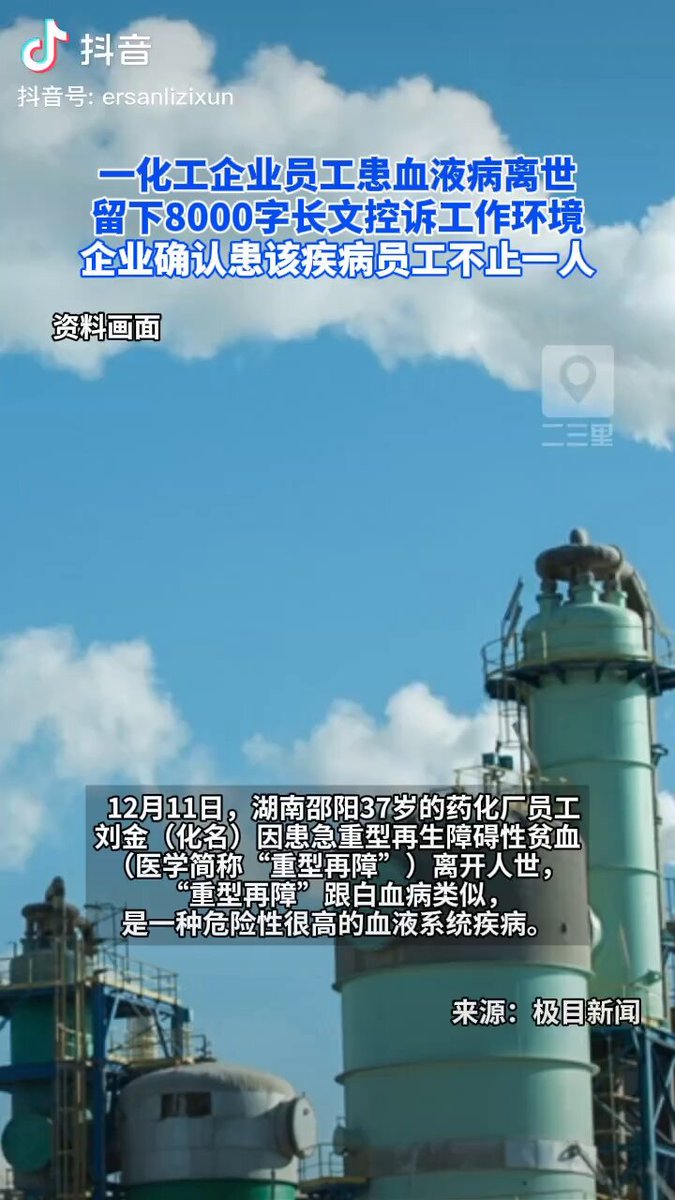 抖音
抖音号: ersanlizixun
一化工企业员工患血液病离世
留下8000字长文控诉工作环境
企业确认患该疾病员工不止一人
资料画面
二三里
12月11日，湖南邵阳37岁的药化厂员工
刘金（化名）因患急重型再生障碍性贫血
（医学简称“重型再障”）离开人世，
“重型再障”跟白血病类似，
是一种危险性很高的血液系统疾病。
来源：极目新闻